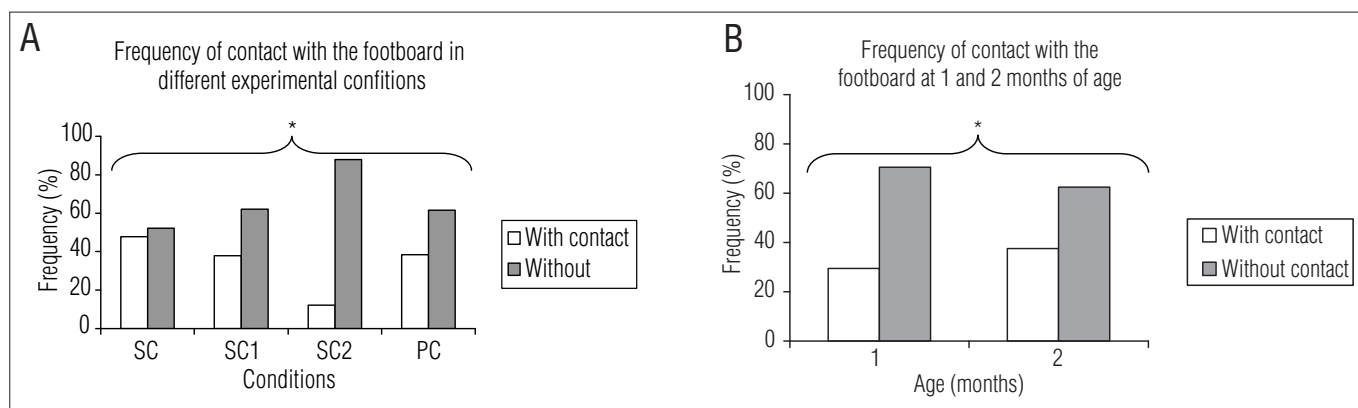 A
Frequency of contact with the footboard in
different experimental confitions
*
100
80
60
40
20
0
Frequency (%)
SC SC1 SC2 PC
Conditions
With contact
Without
B
Frequency of contact with the
footboard at 1 and 2 months of age
*
100
80
60
40
20
0
Frequency (%)
1 2
Age (months)
With contact
Without contact